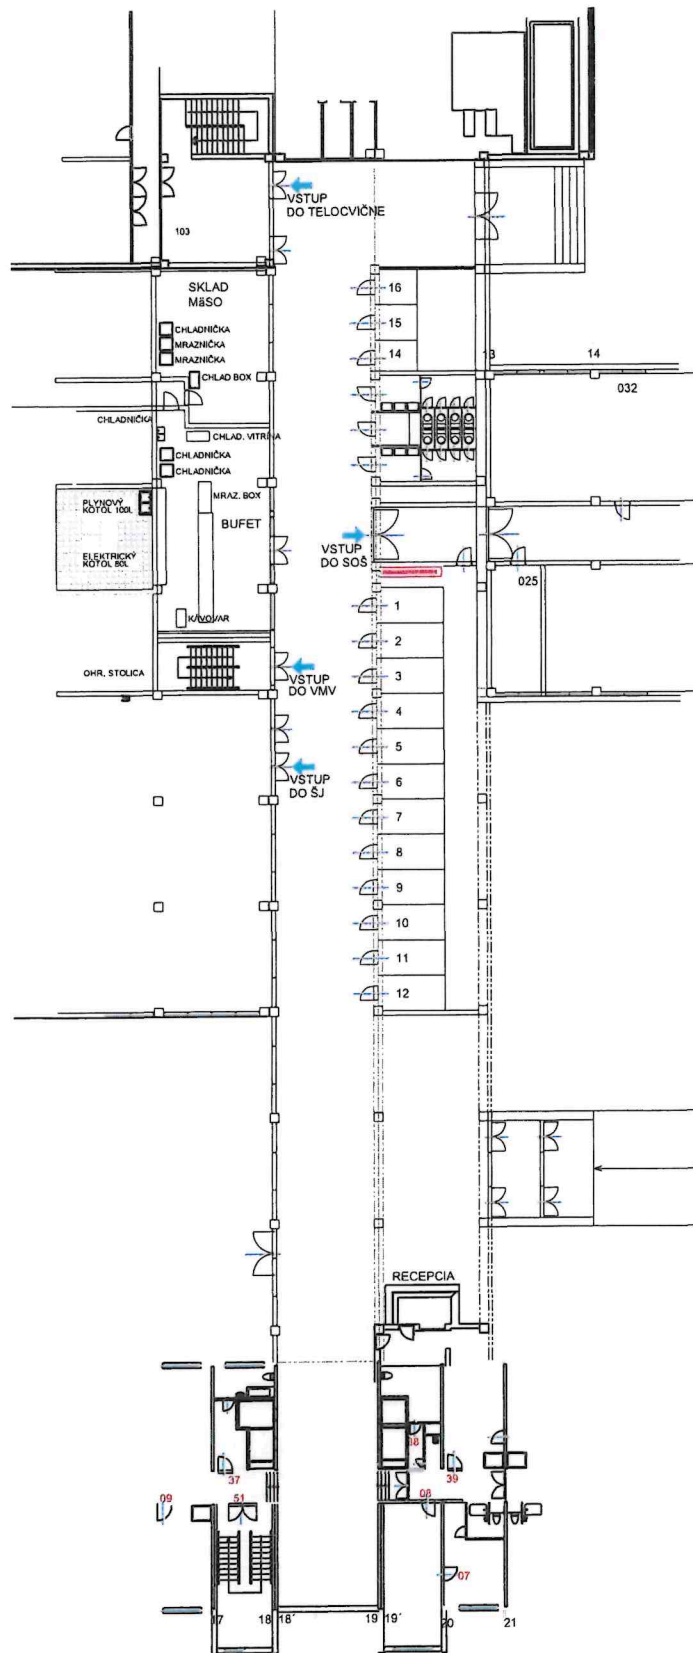 VSTUP
DO TELOCVIČNE
103
SKLAD
MäSO
16
CHLADNIČKA
MRAZNIČKA
MRAZNIČKA
15
14
13
14
CHLAD BOX
032
CHLADNIČKA
CHLAD. VITRÍNA
CHLADNIČKA
CHLADNIČKA
MRAZ. BOX
PLYNOVÝ
KOTOL 100L
BUFET
VSTUP
DO SOŠ
ELEKTRICKÝ
KOTOL 80L
025
1
KÁVOVAR
2
OHR. STOLICA
3
VSTUP
DO VMV
4
5
VSTUP
DO ŠJ
6
7
8
9
10
11
12
RECEPCIA
38
37
39
09
51
08
07
17
18
18'
19
19'
20
21